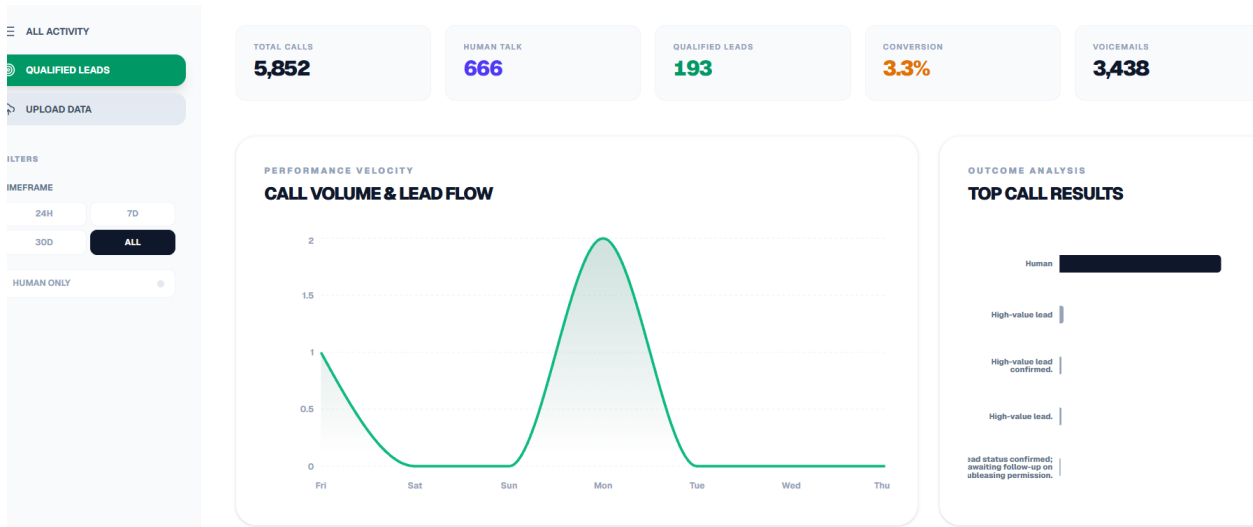 ALL ACTIVITY
QUALIFIED LEADS
UPLOAD DATA
ILTERS
IMEFRAME
24H
7D
30D
ALL
HUMAN ONLY
TOTAL CALLS
5,852
HUMAN TALK
666
QUALIFIED LEADS
193
CONVERSION
3.3%
VOICEMAILS
3,438
PERFORMANCE VELOCITY
CALL VOLUME & LEAD FLOW
2
1.5
1
0.5
0
Fri
Sat
Sun
Mon
Tue
Wed
Thu
OUTCOME ANALYSIS
TOP CALL RESULTS
Human
High-value lead
High-value lead
confirmed.
High-value lead.
ead status confirmed;
awaiting follow-up on
ubleasing permission.